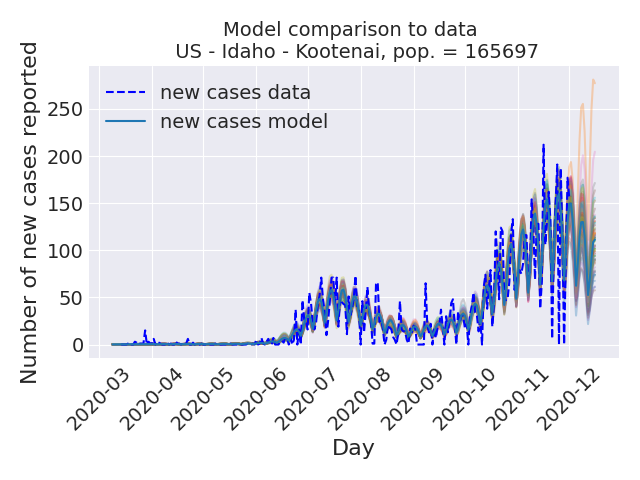 Model comparison to data
US - Idaho - Kootenai, pop. = 165697
Number of new cases reported
new cases data
new cases model
250
200
150
100
50
0
2020-03
2020-04
2020-05
2020-06
2020-07
2020-08
2020-09
2020-10
2020-11
2020-12
Day